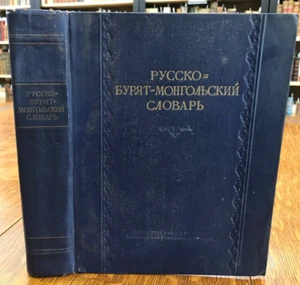 РУССКО=
БУРЯТ-МОНГОЛЬСКИЙ
СЛОВАРЬ
РУССКО-
БУРЯТ-
МОНГОЛЬСКИЙ
СЛОВАРЬ